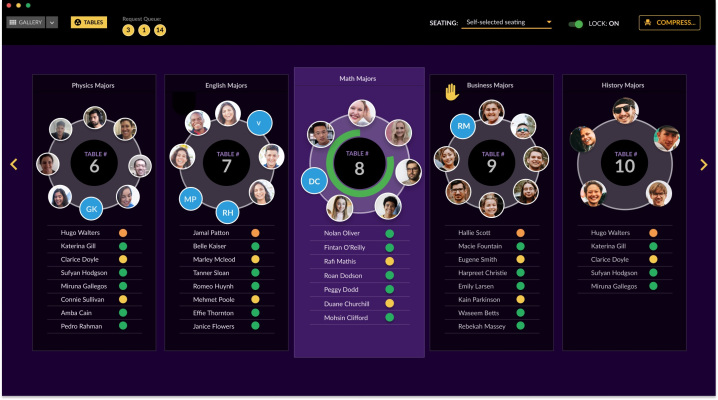 GALLERY
TABLES
Request Queue:
3 1 14
SEATING: Self-selected seating
LOCK: ON
COMPRESS...
Physics Majors
TABLE #
6
GK
Hugo Walters
Katerina Gill
Clarice Doyle
Sufyan Hodgson
Miruna Gallegos
Connie Sullivan
Amba Cain
Pedro Rahman
English Majors
V
TABLE #
7
MP
RH
Jamal Patton
Belle Kaiser
Marley Mcleod
Tanner Sloan
Romeo Huynh
Mehmet Poole
Effie Thornton
Janice Flowers
Math Majors
TABLE #
8
DC
Nolan Oliver
Fintan O'Reilly
Rafi Mathis
Roan Dodson
Peggy Dodd
Duane Churchill
Mohsin Clifford
Business Majors
RM
TABLE #
9
Hallie Scott
Macie Fountain
Eugene Smith
Harpreet Christie
Emily Larsen
Kain Parkinson
Waseem Betts
Rebekah Massey
History Majors
TABLE #
10
Hugo Walters
Katerina Gill
Clarice Doyle
Sufyan Hodgson
Miruna Gallegos